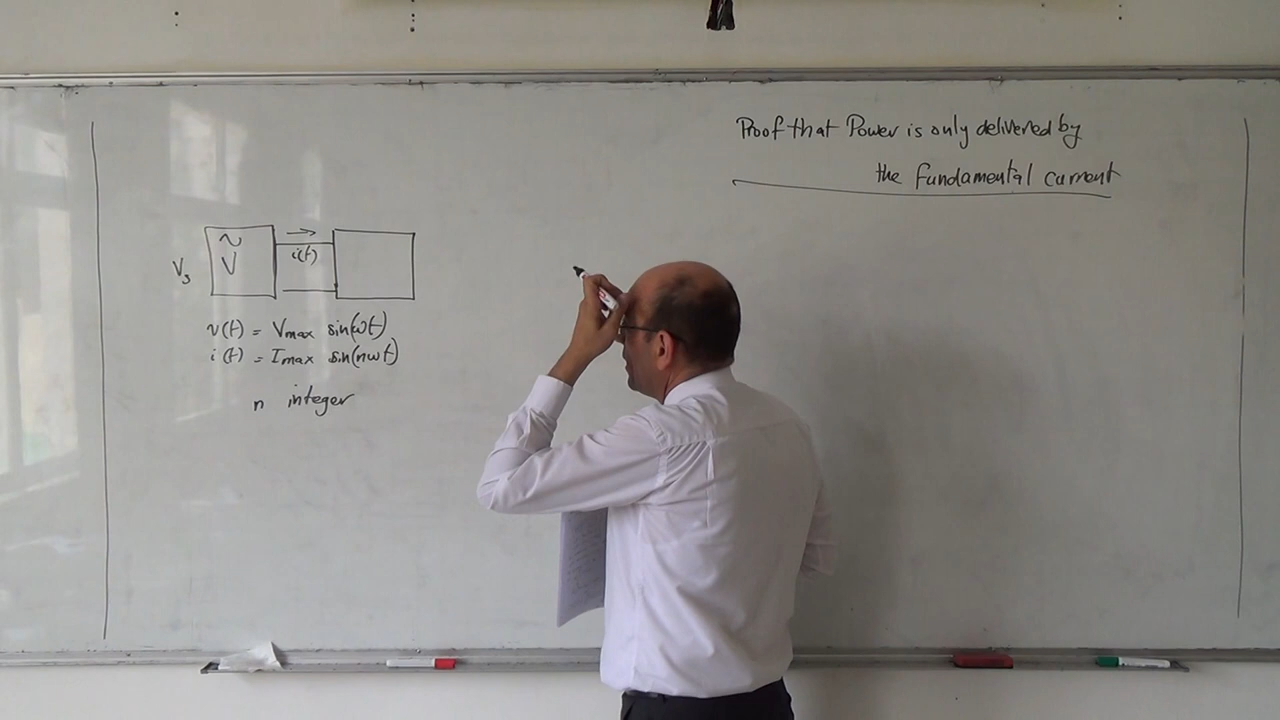 Proof that Power is only delivered by
the fundamental current
~
V
i(t)
Vs
v(t) = Vmax sin(ωt)
i(t) = Imax sin(nωt)
n integer